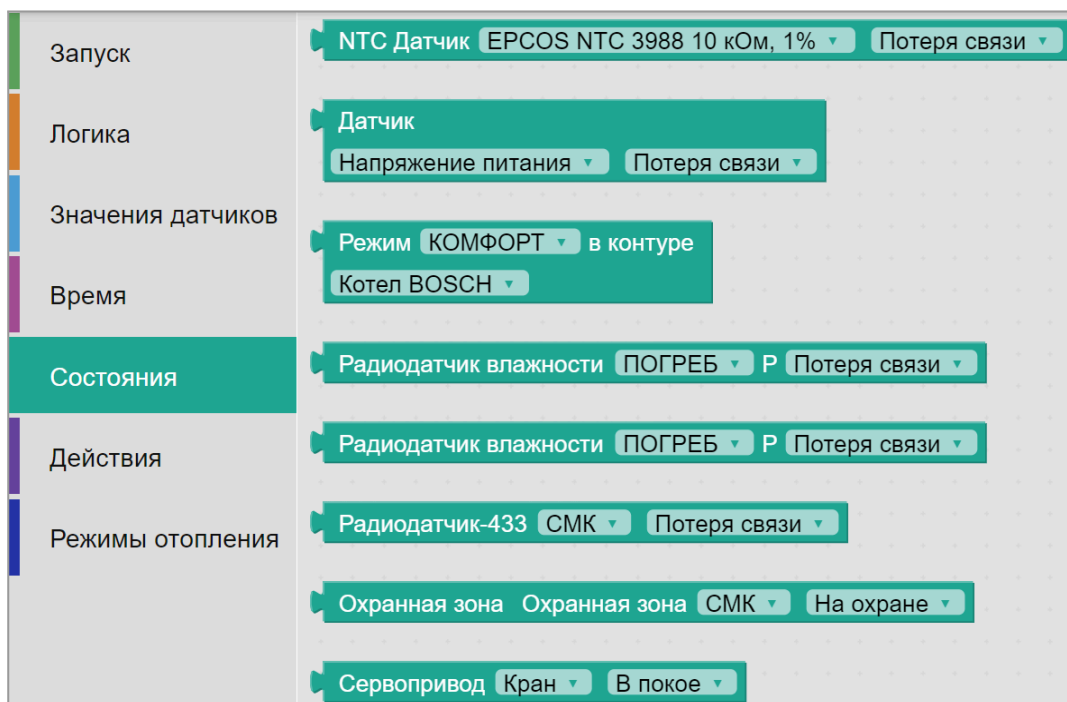 Запуск
Логика
Значения датчиков
Время
Состояния
Действия
Режимы отопления
NTC Датчик EPCOS NTC 3988 10 кОм, 1% Потеря связи
Датчик
Напряжение питания Потеря связи
Режим КОМФОРТ в контуре
Котел BOSCH
Радиодатчик влажности ПОГРЕБ Р Потеря связи
Радиодатчик влажности ПОГРЕБ Р Потеря связи
Радиодатчик-433 СМК Потеря связи
Охранная зона Охранная зона СМК На охране
Сервопривод Кран В покое